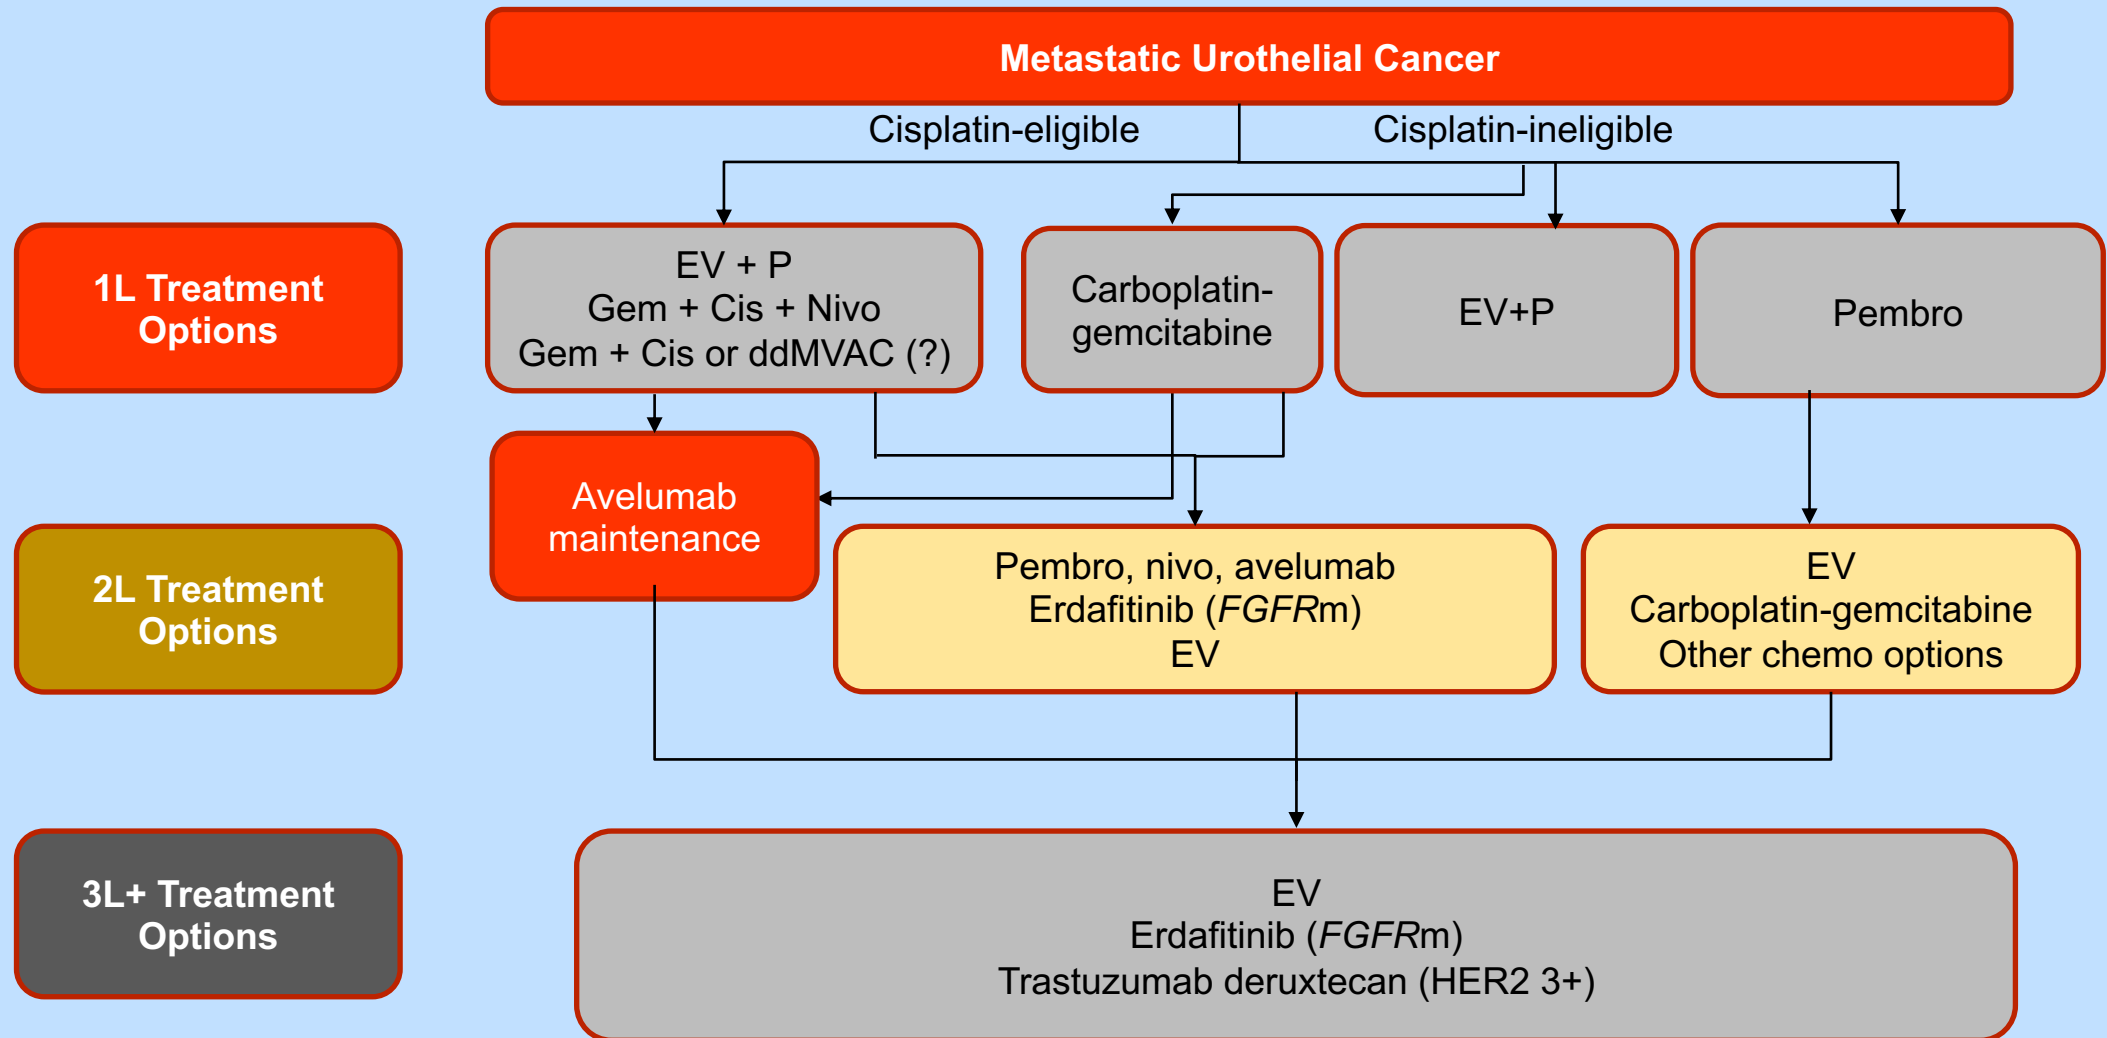 Metastatic Urothelial Cancer
Cisplatin-eligible
Cisplatin-ineligible
1L Treatment
Options
EV + P
Gem + Cis + Nivo
Gem + Cis or ddMVAC (?)
Carboplatin-
gemcitabine
EV+P
Pembro
Avelumab
maintenance
2L Treatment
Options
Pembro, nivo, avelumab
Erdafitinib (FGFRm)
EV
EV
Carboplatin-gemcitabine
Other chemo options
3L+ Treatment
Options
EV
Erdafitinib (FGFRm)
Trastuzumab deruxtecan (HER2 3+)